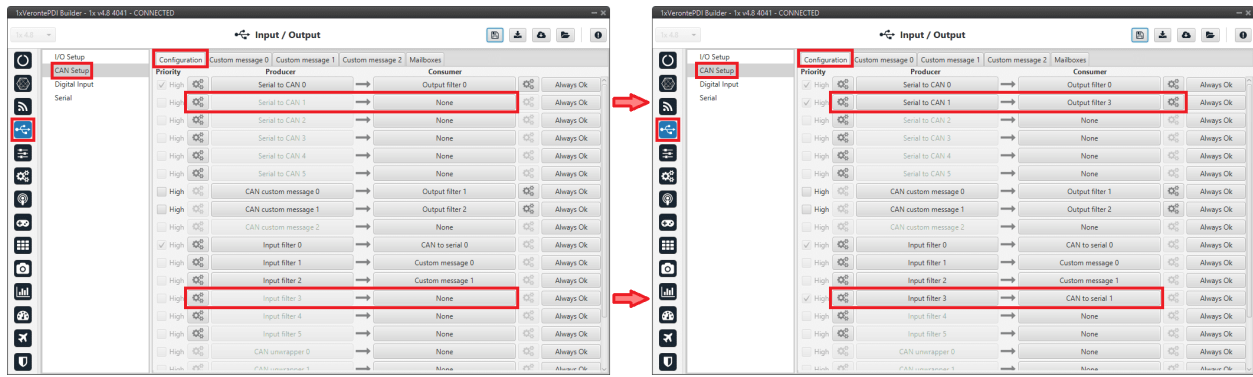 1xVerontePDI Builder - 1x v4.8 4041 - CONNECTED
1x 4.8
Input / Output
I/O Setup
CAN Setup
Digital Input
Serial
Configuration Custom message 0 Custom message 1 Custom message 2 Mailboxes
Priority Producer Consumer
High Serial to CAN 0 Output filter 0 Always Ok
High Serial to CAN 1 None Always Ok
High Serial to CAN 2 None Always Ok
High Serial to CAN 3 None Always Ok
High Serial to CAN 4 None Always Ok
High Serial to CAN 5 None Always Ok
High CAN custom message 0 Output filter 1 Always Ok
High CAN custom message 1 Output filter 2 Always Ok
High CAN custom message 2 None Always Ok
High Input filter 0 CAN to serial 0 Always Ok
High Input filter 1 Custom message 0 Always Ok
High Input filter 2 Custom message 1 Always Ok
High Input filter 3 None Always Ok
High Input filter 4 None Always Ok
High Input filter 5 None Always Ok
High CAN unwrapper 0 None Always Ok
High CAN unwrapper 1 None Always Ok
1xVerontePDI Builder - 1x v4.8 4041 - CONNECTED
1x 4.8
Input / Output
I/O Setup
CAN Setup
Digital Input
Serial
Configuration Custom message 0 Custom message 1 Custom message 2 Mailboxes
Priority Producer Consumer
High Serial to CAN 0 Output filter 0 Always Ok
High Serial to CAN 1 Output filter 3 Always Ok
High Serial to CAN 2 None Always Ok
High Serial to CAN 3 None Always Ok
High Serial to CAN 4 None Always Ok
High Serial to CAN 5 None Always Ok
High CAN custom message 0 Output filter 1 Always Ok
High CAN custom message 1 Output filter 2 Always Ok
High CAN custom message 2 None Always Ok
High Input filter 0 CAN to serial 0 Always Ok
High Input filter 1 Custom message 0 Always Ok
High Input filter 2 Custom message 1 Always Ok
High Input filter 3 CAN to serial 1 Always Ok
High Input filter 4 None Always Ok
High Input filter 5 None Always Ok
High CAN unwrapper 0 None Always Ok
High CAN unwrapper 1 None Always Ok